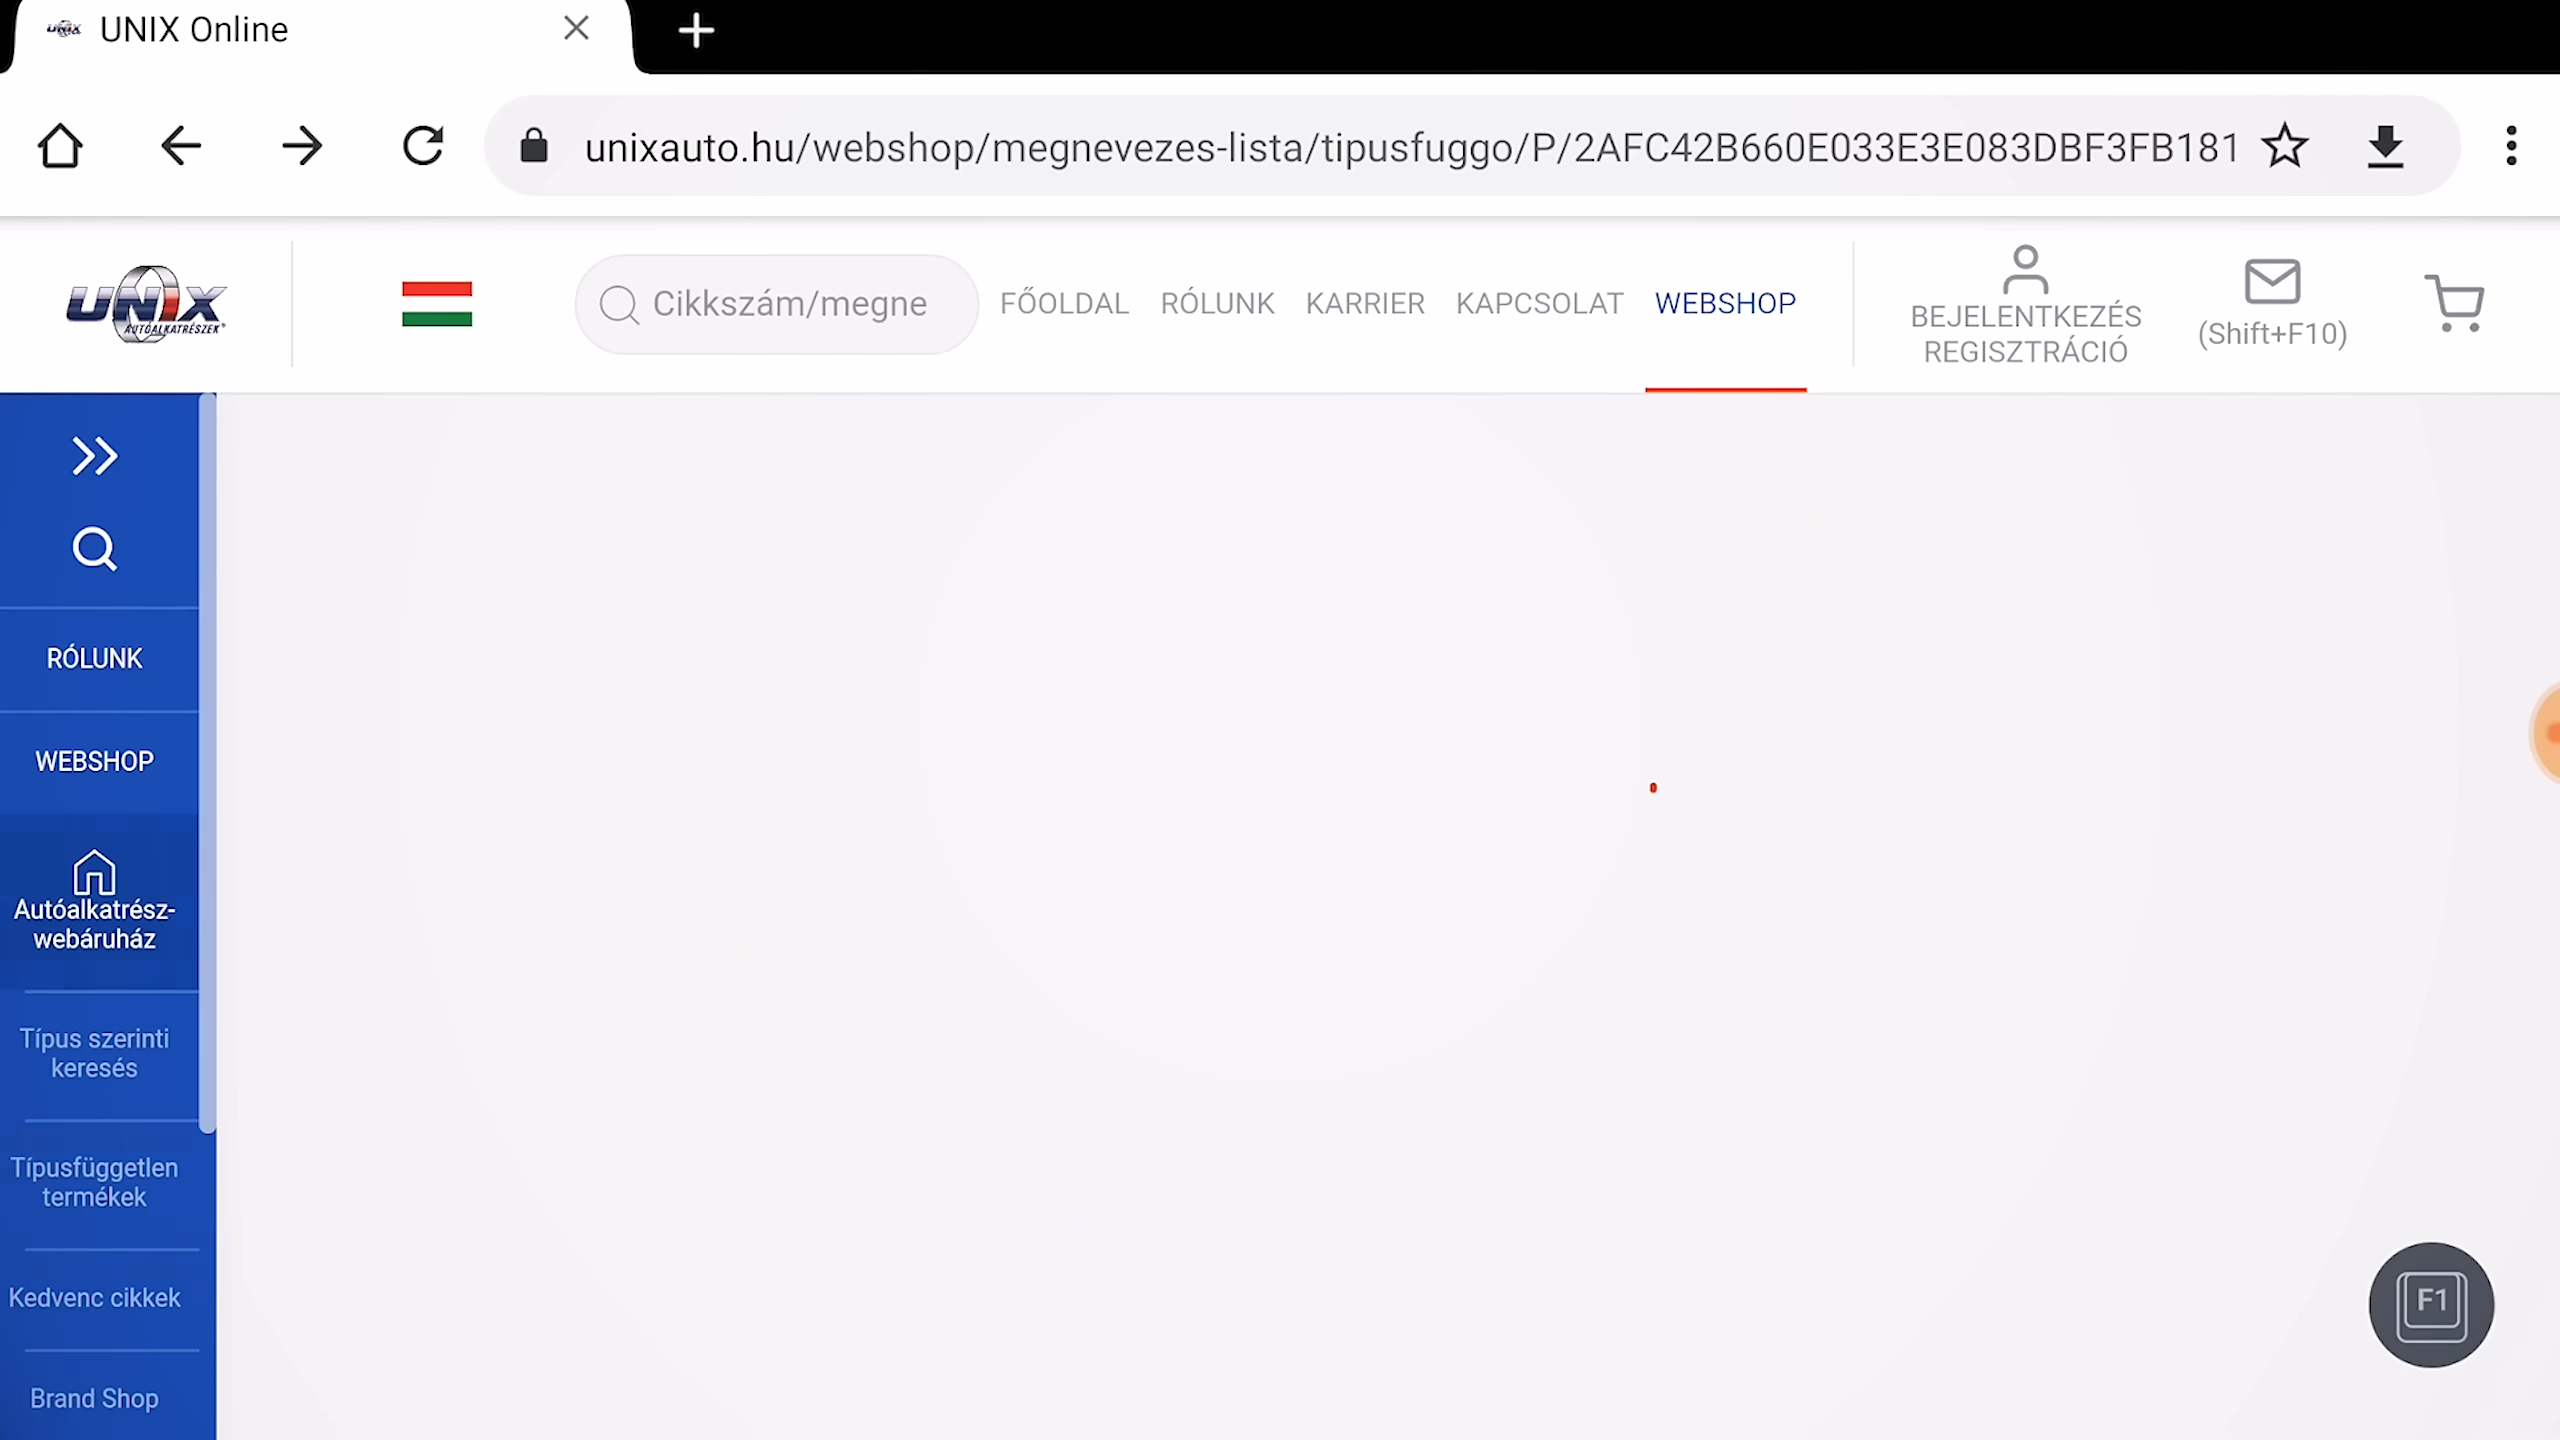 UNIX Online
unixauto.hu/webshop/megnevezes-lista/tipusfuggo/P/2AFC42B660E033E3E083DBF3FB181
UNIX
AUTÓALKATRÉSZEK
Cikkszám/megne
FŐOLDAL
RÓLUNK
KARRIER
KAPCSOLAT
WEBSHOP
BEJELENTKEZÉS
REGISZTRÁCIÓ
(Shift+F10)
RÓLUNK
WEBSHOP
Autóalkatrész-
webáruház
Típus szerinti
keresés
Típusfüggetlen
termékek
Kedvenc cikkek
Brand Shop
F1